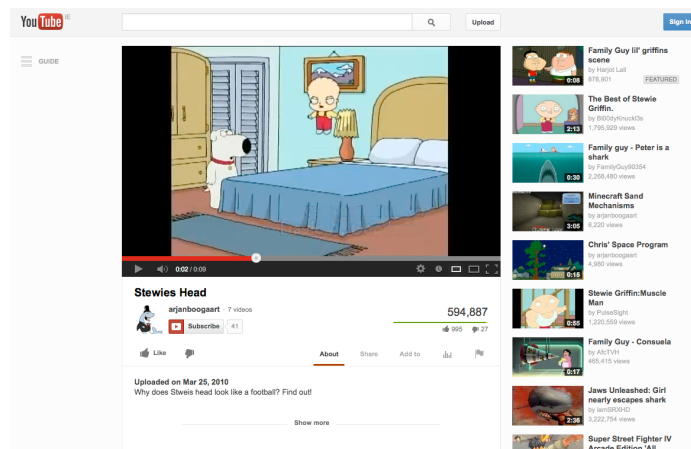 YouTube IE
Upload
Sign In
GUIDE
0:02 / 0:09
Stewies Head
arjanboogaart · 7 videos
Subscribe 41
594,887
995 27
Like
About Share Add to
Uploaded on Mar 25, 2010
Why does Stweis head look like a football? Find out!
Show more
Family Guy lil' griffins
scene
by Harjot Lall
878,901 FEATURED
0:08
The Best of Stewie
Griffin.
by Bl00dyKnuckl3s
1,795,929 views
2:13
Family guy - Peter is a
shark
by FamilyGuy90354
2,268,480 views
0:30
Minecraft Sand
Mechanisms
by arjanboogaart
6,220 views
3:05
Chris' Space Program
by arjanboogaart
4,980 views
0:15
Stewie Griffin:Muscle
Man
by PulseSight
1,220,559 views
0:55
Family Guy - Consuela
by AfcTVH
465,415 views
0:17
Jaws Unleashed: Girl
nearly escapes shark
by IamSRXHD
3,222,754 views
2:36
Super Street Fighter IV
Arcade Edition 'All